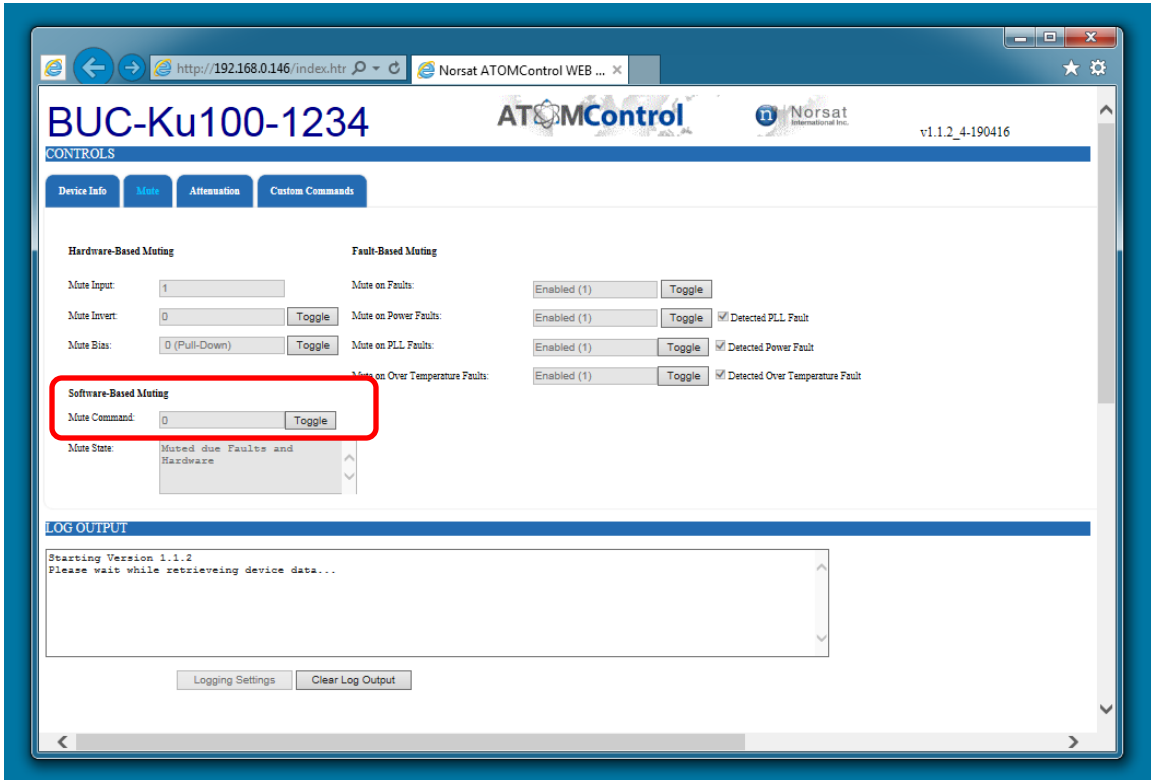 http://192.168.0.146/index.htr
Norsat ATOMControl WEB ...
BUC-Ku100-1234
ATOMControl
n Norsat
International Inc.
v1.1.2_4-190416
CONTROLS
Device Info
Mute
Attenuation
Custom Commands
Hardware-Based Muting
Fault-Based Muting
Mute Input: 1
Mute on Faults: Enabled (1) Toggle
Mute Invert: 0 Toggle
Mute on Power Faults: Enabled (1) Toggle Detected PLL Fault
Mute Bias: 0 (Pull-Down) Toggle
Mute on PLL Faults: Enabled (1) Toggle Detected Power Fault
Mute on Over Temperature Faults: Enabled (1) Toggle Detected Over Temperature Fault
Software-Based Muting
Mute Command: 0 Toggle
Mute State: Muted due Faults and
Hardware
LOG OUTPUT
Starting Version 1.1.2
Please wait while retrieveing device data...
Logging Settings
Clear Log Output